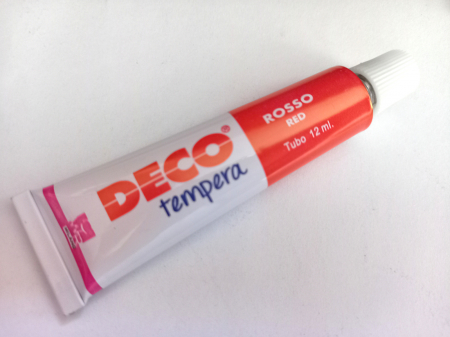 DECO®
tempera
ROSSO
RED
Tubo 12 ml.